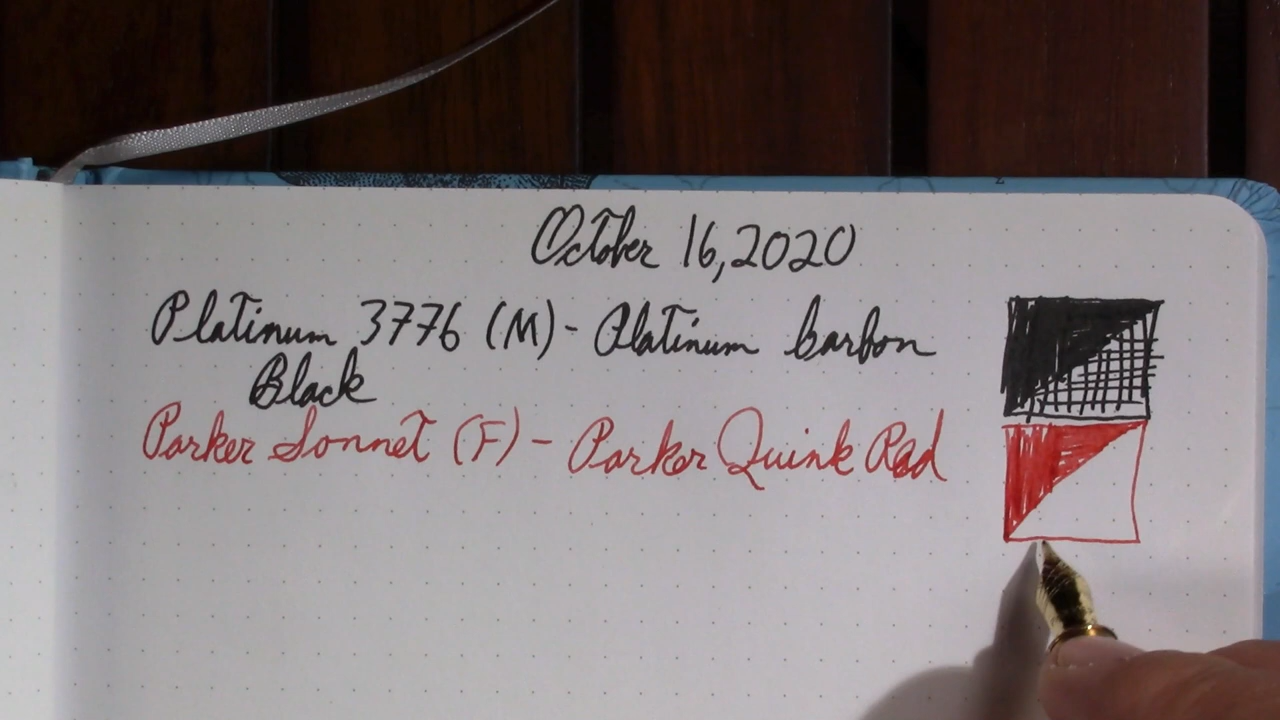 October 16, 2020
Platinum 3776 (M) - Platinum Carbon
Black
Parker Sonnet (F) - Parker Quink Red